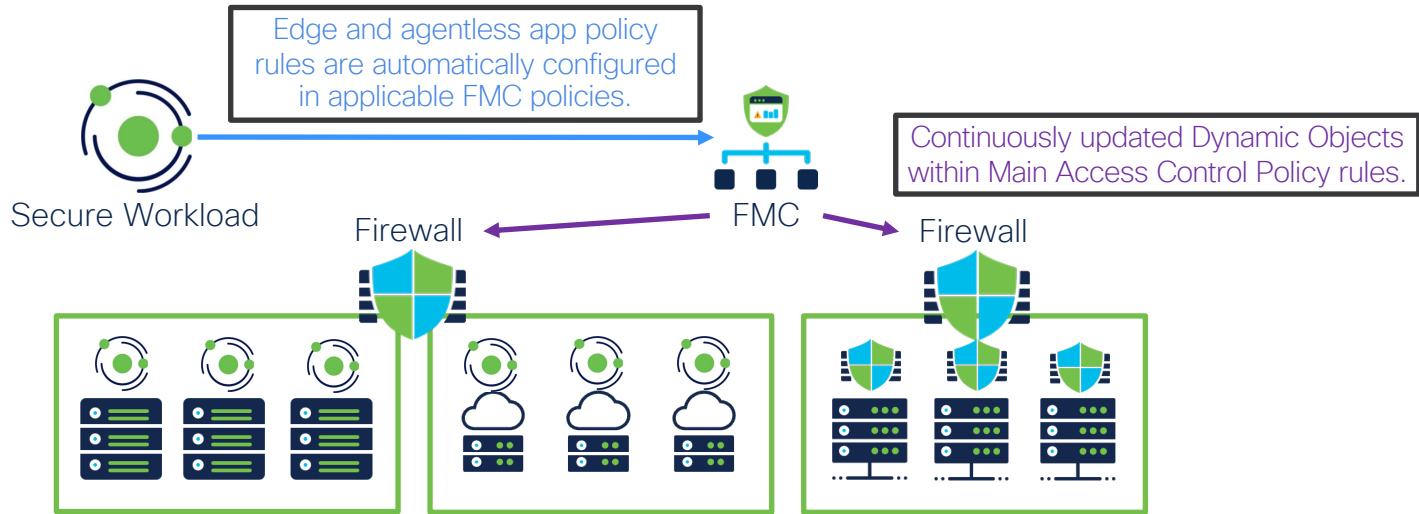 Edge and agentless app policy
rules are automatically configured
in applicable FMC policies.
Continuously updated Dynamic Objects
within Main Access Control Policy rules.
Secure Workload
FMC
Firewall
Firewall